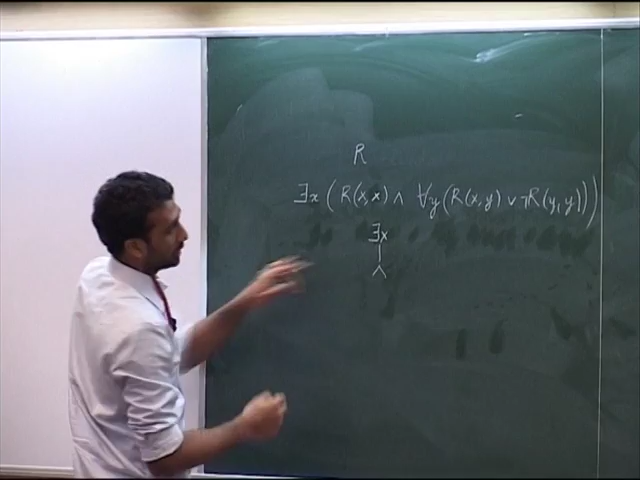 R
∃x (R(x,x) ∧ ∀y(R(x,y) ∨ ¬R(y,y)))
∃x
∧